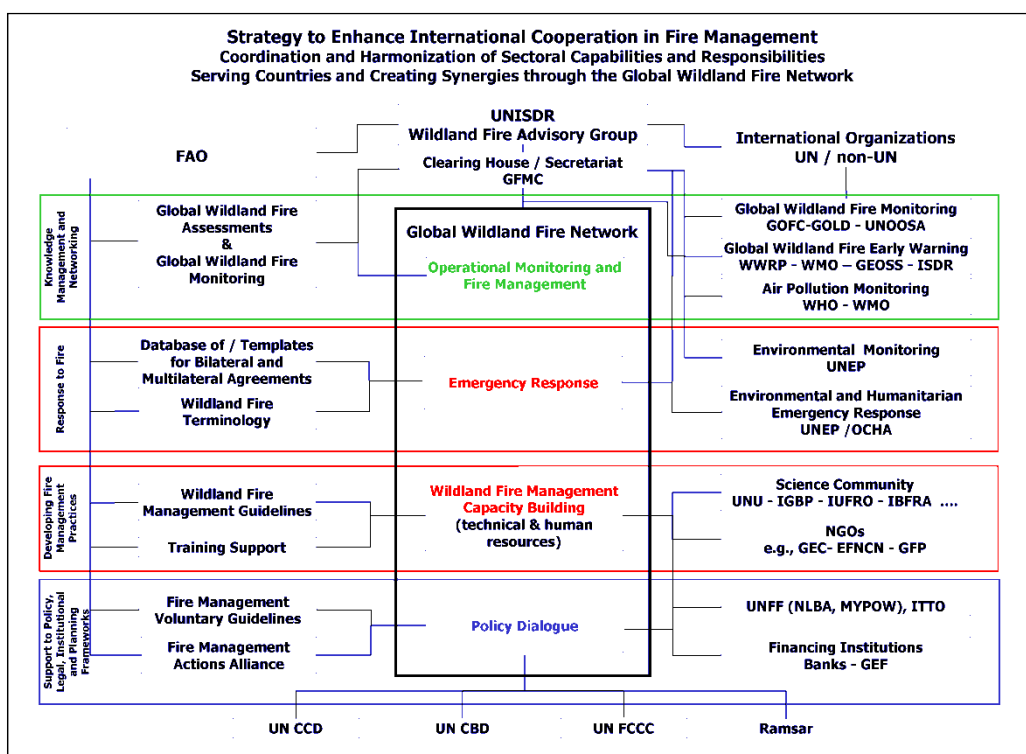 Strategy to Enhance International Cooperation in Fire Management
Coordination and Harmonization of Sectoral Capabilities and Responsibilities
Serving Countries and Creating Synergies through the Global Wildland Fire Network
UNISDR
Wildland Fire Advisory Group
FAO
International Organizations
UN / non-UN
Clearing House / Secretariat
GFMC
Knowledge
Management and
Networking
Global Wildland Fire
Assessments
&
Global Wildland Fire
Monitoring
Global Wildland Fire Network
Operational Monitoring and
Fire Management
Global Wildland Fire Monitoring
GOFC-GOLD - UNOOSA
Global Wildland Fire Early Warning
WWRP - WMO – GEOSS - ISDR
Air Pollution Monitoring
WHO - WMO
Response to Fire
Database of / Templates
for Bilateral and
Multilateral Agreements
Wildland Fire
Terminology
Emergency Response
Environmental Monitoring
UNEP
Environmental and Humanitarian
Emergency Response
UNEP /OCHA
Developing Fire
Management
Practices
Wildland Fire
Management Guidelines
Training Support
Wildland Fire Management
Capacity Building
(technical & human
resources)
Science Community
UNU - IGBP - IUFRO - IBFRA ....
NGOs
e.g., GEC- EFNCN - GFP
Support to Policy,
Legal, Institutional
and Planning
Frameworks
Fire Management
Voluntary Guidelines
Fire Management
Actions Alliance
Policy Dialogue
UNFF (NLBA, MYPOW), ITTO
Financing Institutions
Banks - GEF
UN CCD
UN CBD
UN FCCC
Ramsar